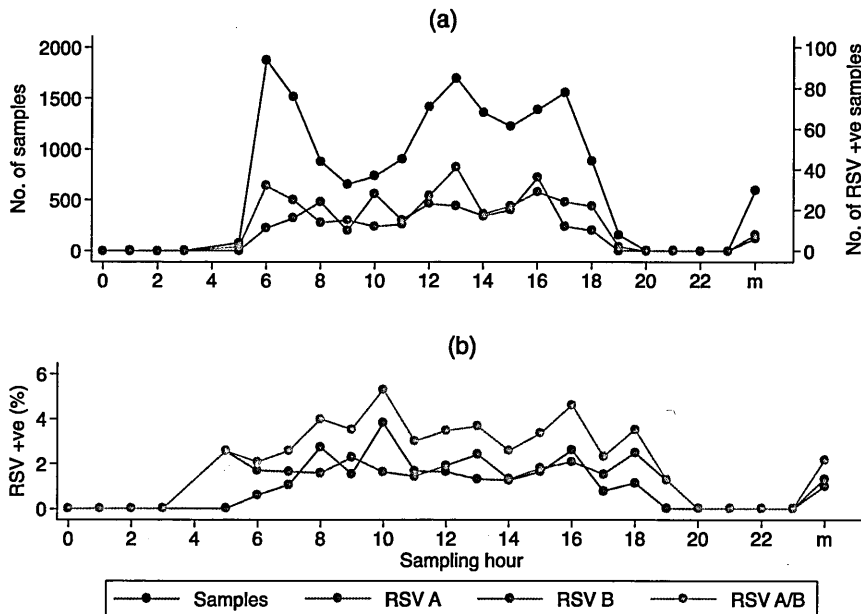 (a)
No. of samples
No. of RSV +ve samples
2000
1500
1000
500
0
100
80
60
40
20
0
0 2 4 6 8 10 12 14 16 18 20 22 m
(b)
RSV +ve (%)
6
4
2
0
0 2 4 6 8 10 12 14 16 18 20 22 m
Sampling hour
Samples RSV A RSV B RSV A/B